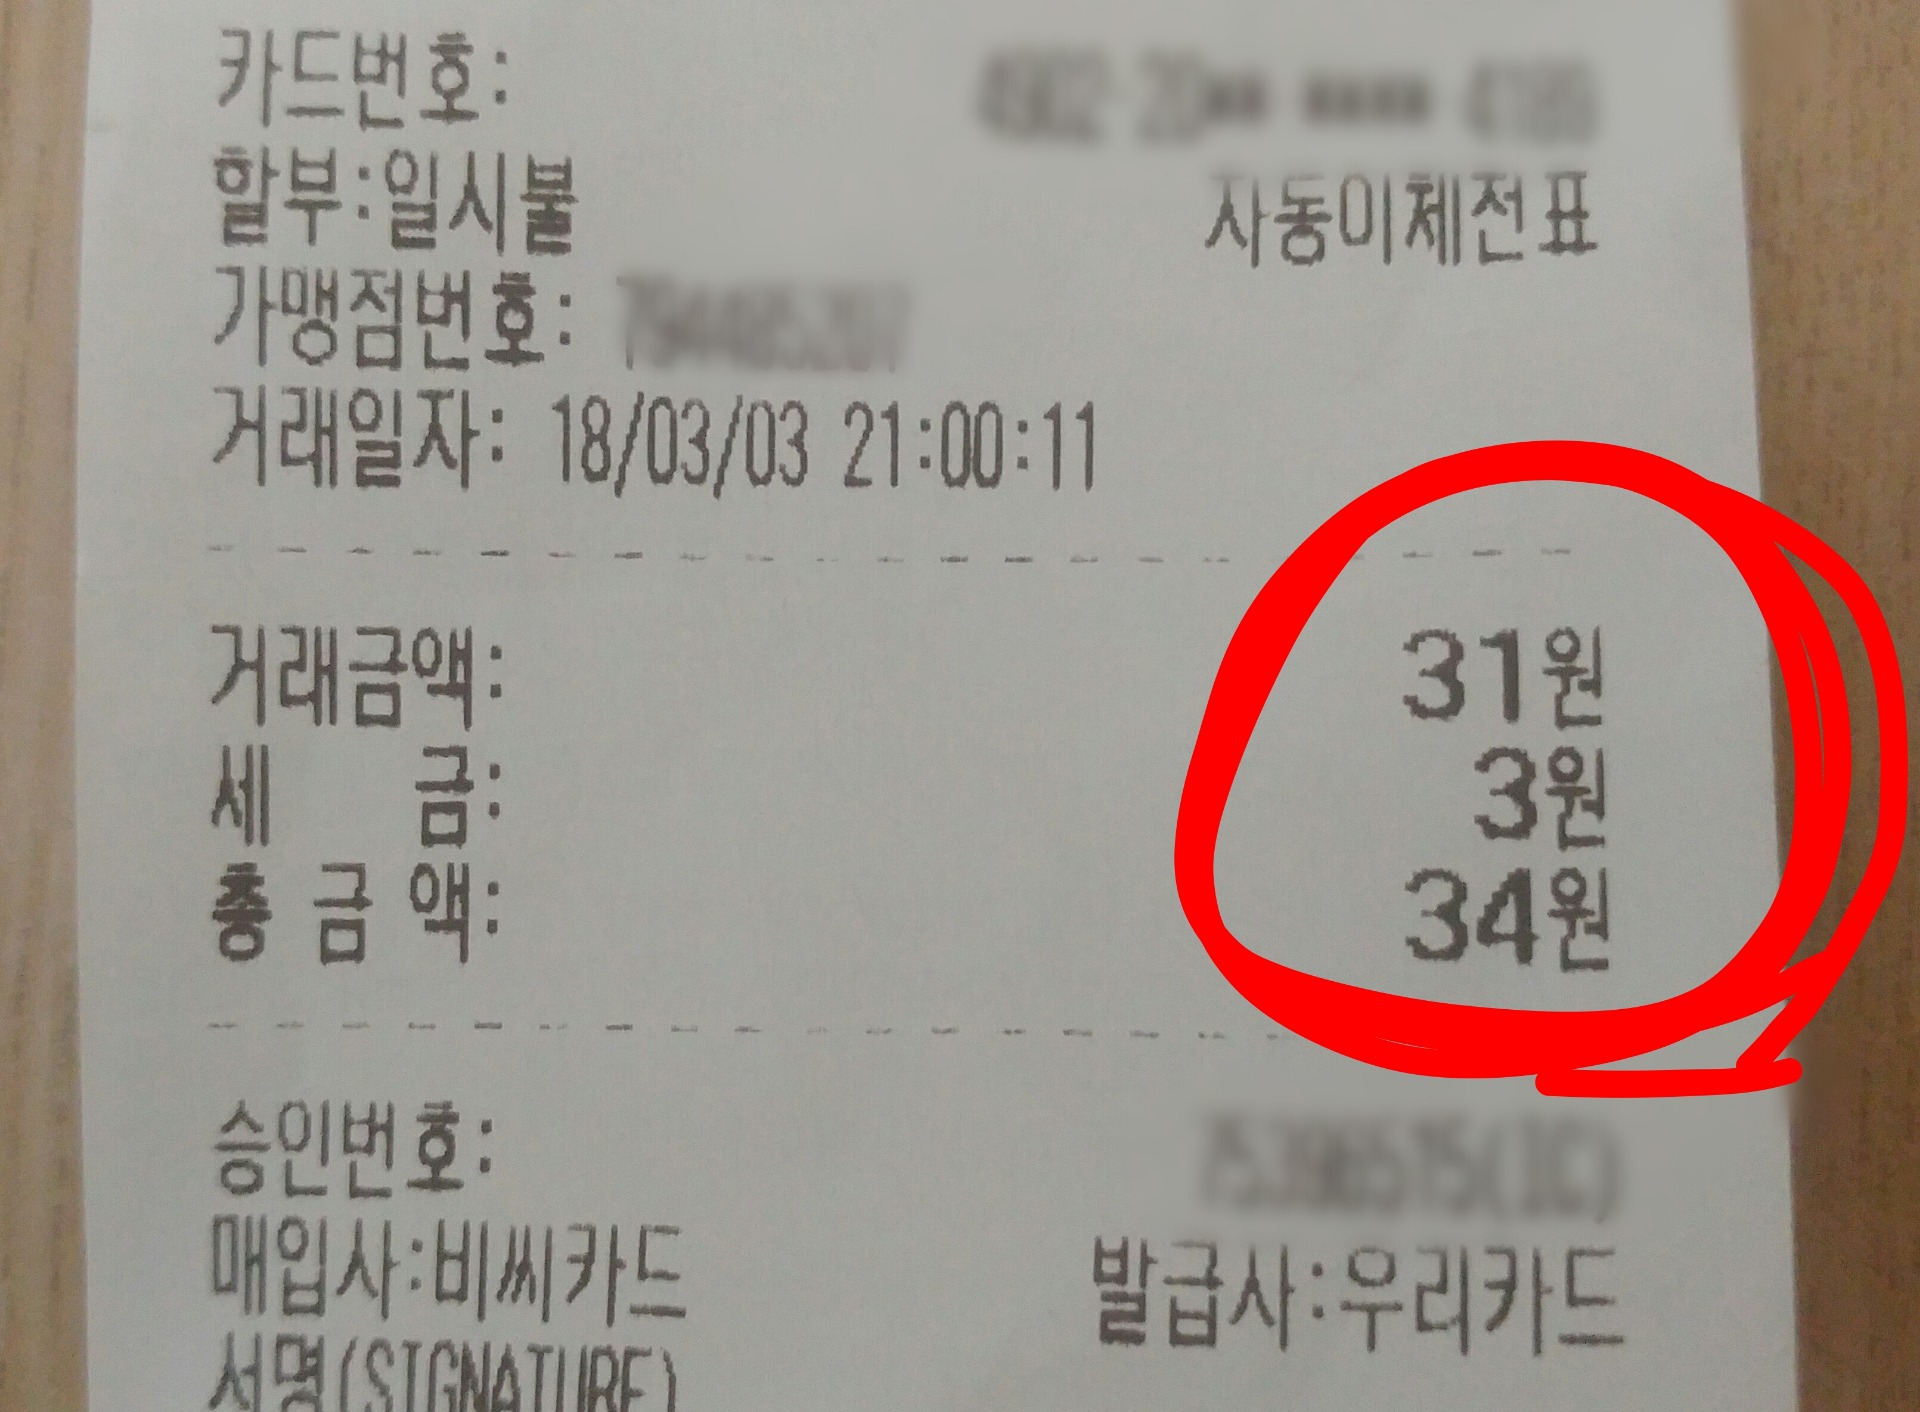 카드번호:
할부:일시불 자동이체전표
가맹점번호:
거래일자: 18/03/03 21:00:11
거래금액: 31원
세 금: 3원
총 금 액: 34원
승인번호:
매입사:비씨카드 발급사:우리카드
서명(SIGNATURE)